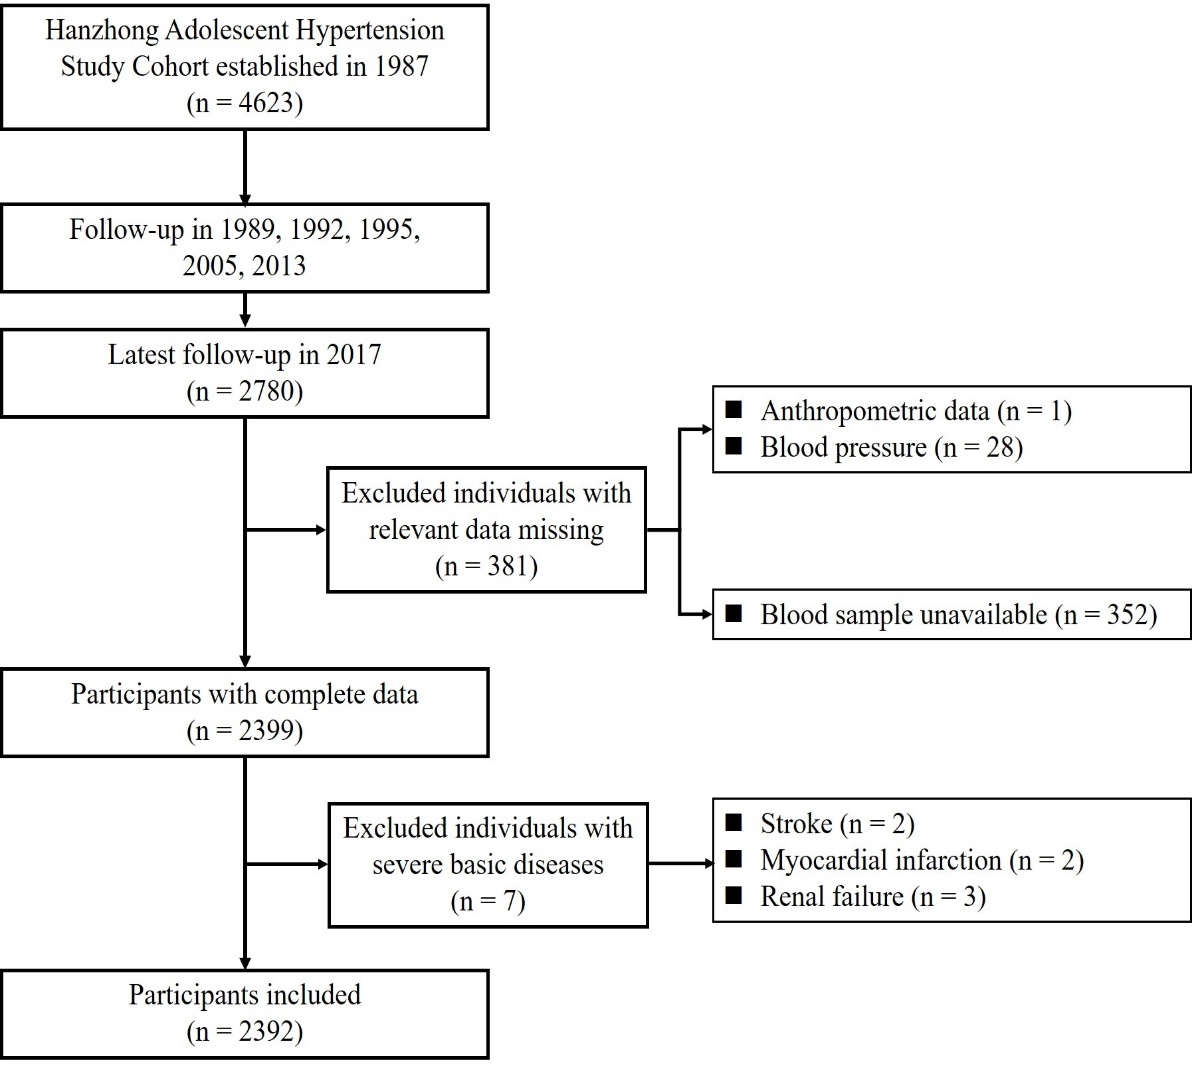 Hanzhong Adolescent Hypertension
Study Cohort established in 1987
(n = 4623)
Follow-up in 1989, 1992, 1995,
2005, 2013
Latest follow-up in 2017
(n = 2780)
Excluded individuals with
relevant data missing
(n = 381)
■ Anthropometric data (n = 1)
■ Blood pressure (n = 28)
■ Blood sample unavailable (n = 352)
Participants with complete data
(n = 2399)
Excluded individuals with
severe basic diseases
(n = 7)
■ Stroke (n = 2)
■ Myocardial infarction (n = 2)
■ Renal failure (n = 3)
Participants included
(n = 2392)